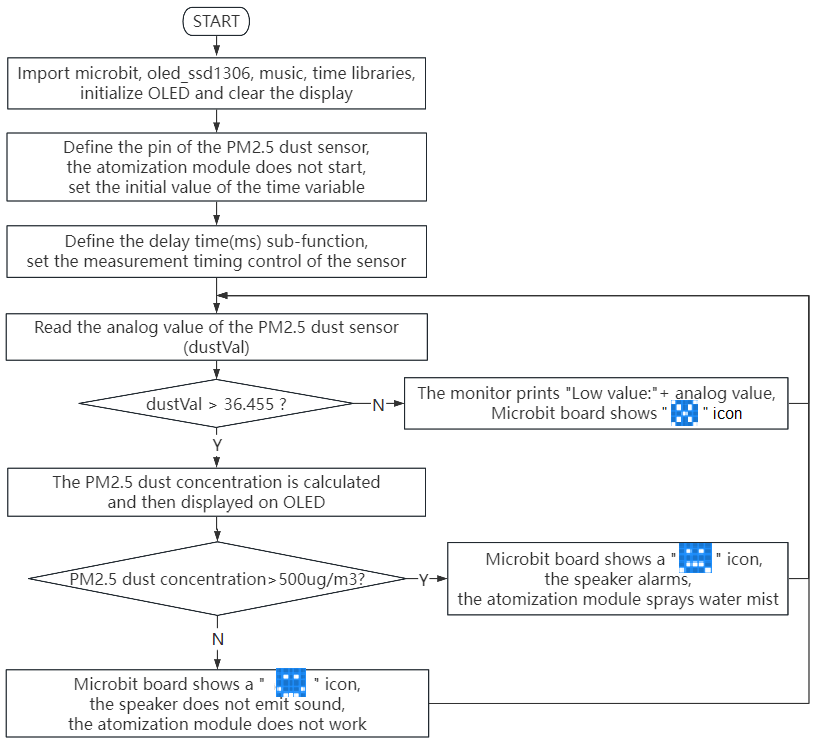 START
Import microbit, oled_ssd1306, music, time libraries,
initialize OLED and clear the display
Define the pin of the PM2.5 dust sensor,
the atomization module does not start,
set the initial value of the time variable
Define the delay time(ms) sub-function,
set the measurement timing control of the sensor
Read the analog value of the PM2.5 dust sensor
(dustVal)
dustVal > 36.455 ?
N
The monitor prints "Low value:"+ analog value,
Microbit board shows " " icon
Y
The PM2.5 dust concentration is calculated
and then displayed on OLED
PM2.5 dust concentration>500ug/m3?
Y
Microbit board shows a " " icon,
the speaker alarms,
the atomization module sprays water mist
N
Microbit board shows a " " icon,
the speaker does not emit sound,
the atomization module does not work